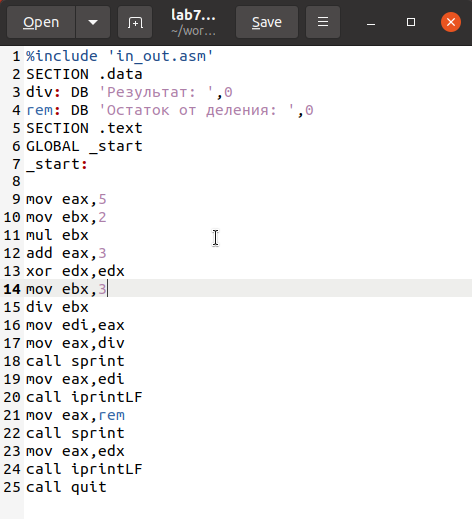 Open
lab7...
~/wor...
Save
1 %include 'in_out.asm'
2 SECTION .data
3 div: DB 'Результат: ',0
4 rem: DB 'Остаток от деления: ',0
5 SECTION .text
6 GLOBAL _start
7 _start:
8
9 mov eax,5
10 mov ebx,2
11 mul ebx
12 add eax,3
13 xor edx,edx
14 mov ebx,3
15 div ebx
16 mov edi,eax
17 mov eax,div
18 call sprint
19 mov eax,edi
20 call iprintLF
21 mov eax,rem
22 call sprint
23 mov eax,edx
24 call iprintLF
25 call quit